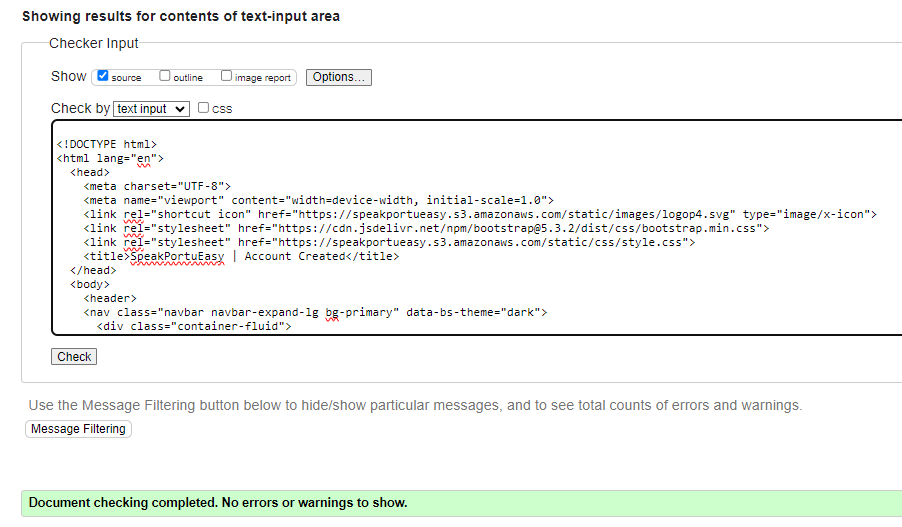 Showing results for contents of text-input area
Checker Input
Show source outline image report Options...
Check by text input css
<!DOCTYPE html>
<html lang="en">
<head>
<meta charset="UTF-8">
<meta name="viewport" content="width=device-width, initial-scale=1.0">
<link rel="shortcut icon" href="https://speakportueasy.s3.amazonaws.com/static/images/logop4.svg" type="image/x-icon">
<link rel="stylesheet" href="https://cdn.jsdelivr.net/npm/bootstrap@5.3.2/dist/css/bootstrap.min.css">
<link rel="stylesheet" href="https://speakportueasy.s3.amazonaws.com/static/css/style.css">
<title>SpeakPortuEasy | Account Created</title>
</head>
<body>
<header>
<nav class="navbar navbar-expand-lg bg-primary" data-bs-theme="dark">
<div class="container-fluid">
Check
Use the Message Filtering button below to hide/show particular messages, and to see total counts of errors and warnings.
Message Filtering
Document checking completed. No errors or warnings to show.